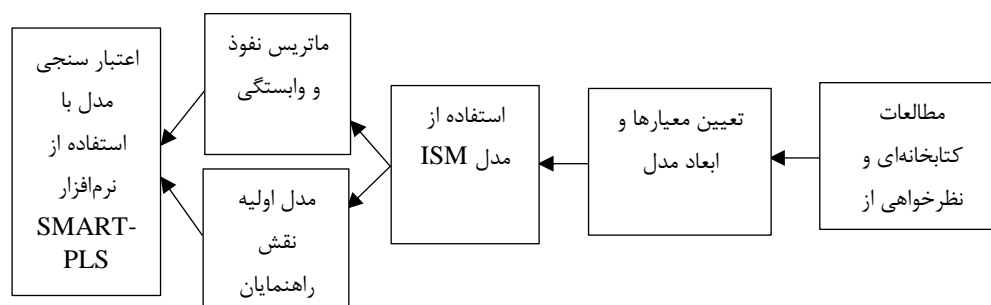 مطالعات
کتابخانه‌ای و
نظرخواهی از
تعیین معیارها و
ابعاد مدل
استفاده از
مدل ISM
ماتریس نفوذ
و وابستگی
مدل اولیه
نقش
راهنمایان
اعتبار سنجی
مدل با
استفاده از
نرم‌افزار
SMART-
PLS